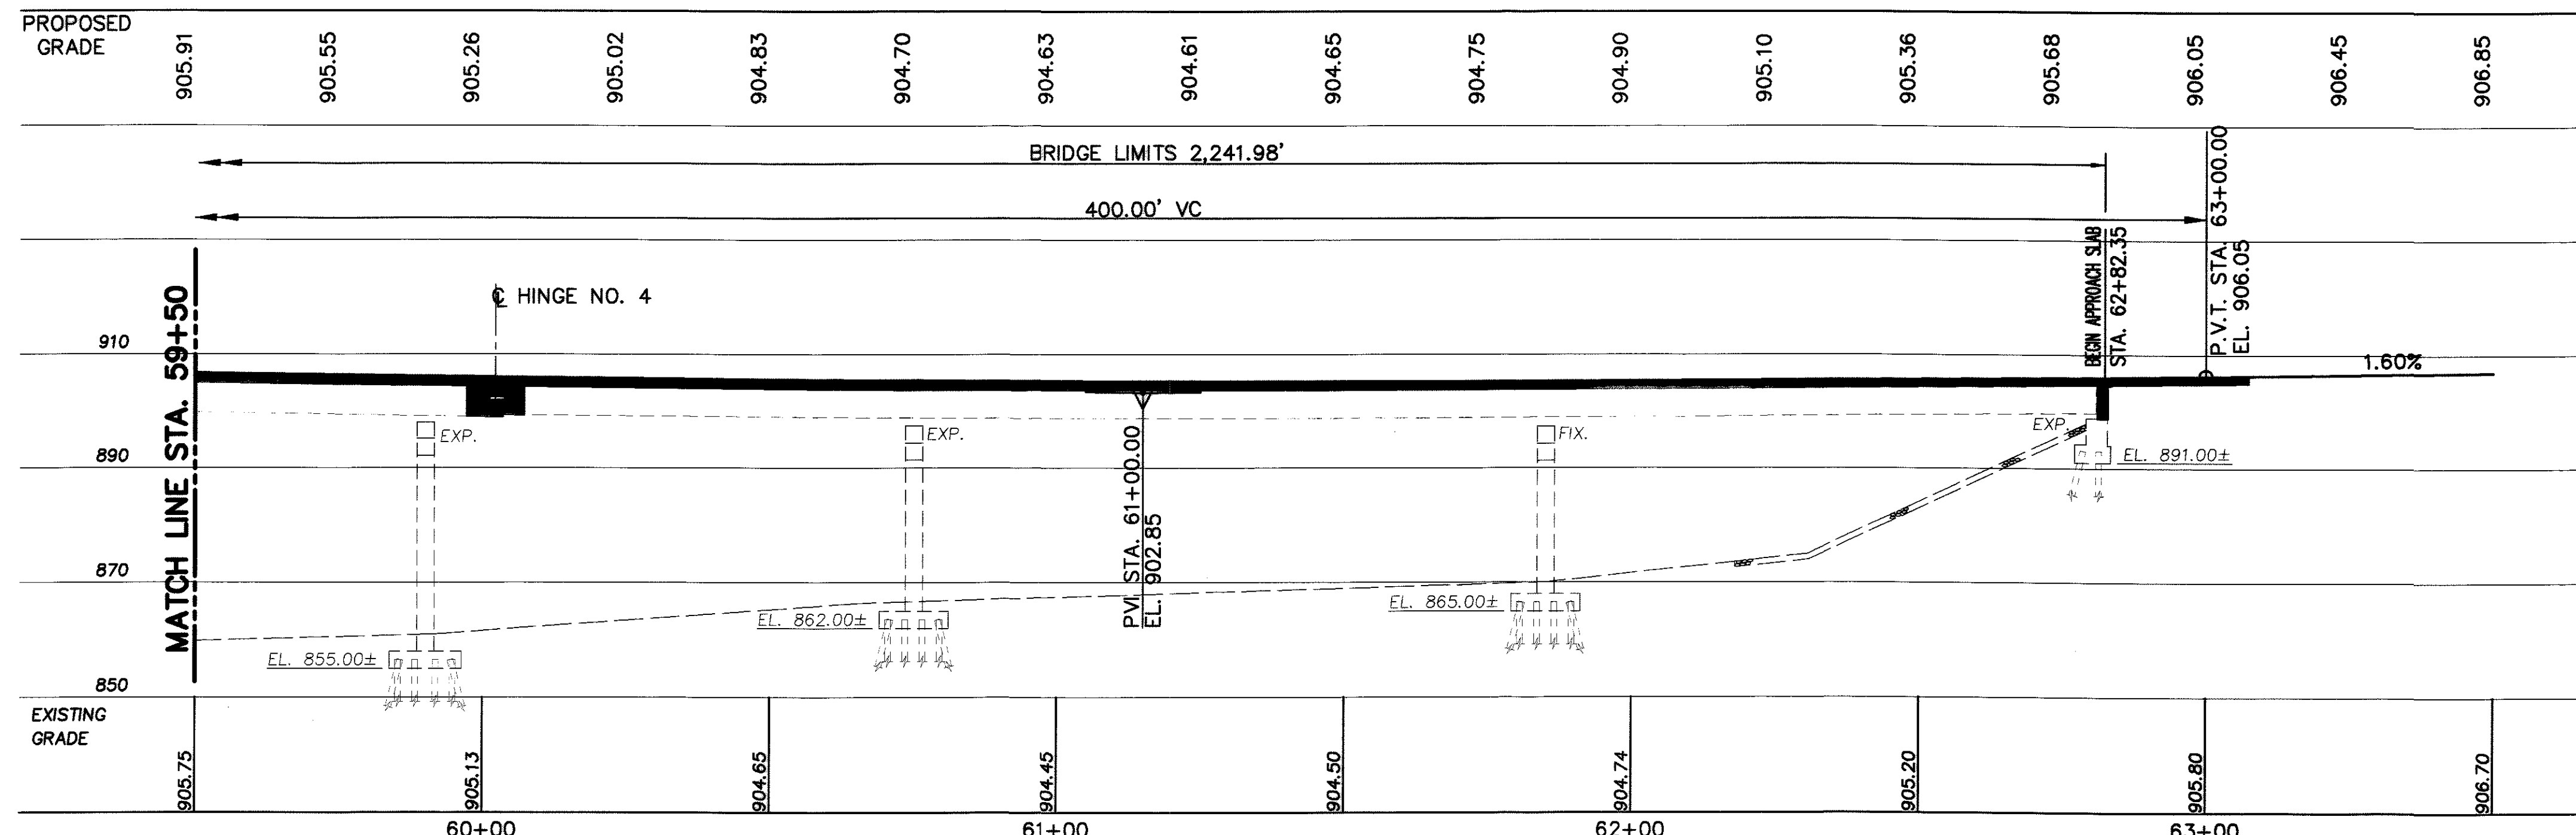 PROPOSED
GRADE
905.91
905.55
905.26
905.02
904.83
904.70
904.63
904.61
904.65
904.75
904.90
905.10
905.36
905.68
906.05
906.45
906.85
BRIDGE LIMITS 2,241.98'
400.00' VC
MATCH LINE STA. 59+50
℄ HINGE NO. 4
BEGIN APPROACH SLAB
STA. 62+82.35
P.V.T. STA. 63+00.00
EL. 906.05
1.60%
910
890
870
850
EXP.
EXP.
FIX.
EXP.
EL. 891.00±
PVI STA. 61+00.00
EL. 902.85
EL. 865.00±
EL. 862.00±
EL. 855.00±
EXISTING
GRADE
905.75
905.13
904.65
904.45
904.50
904.74
905.20
905.80
906.70
60+00
61+00
62+00
63+00